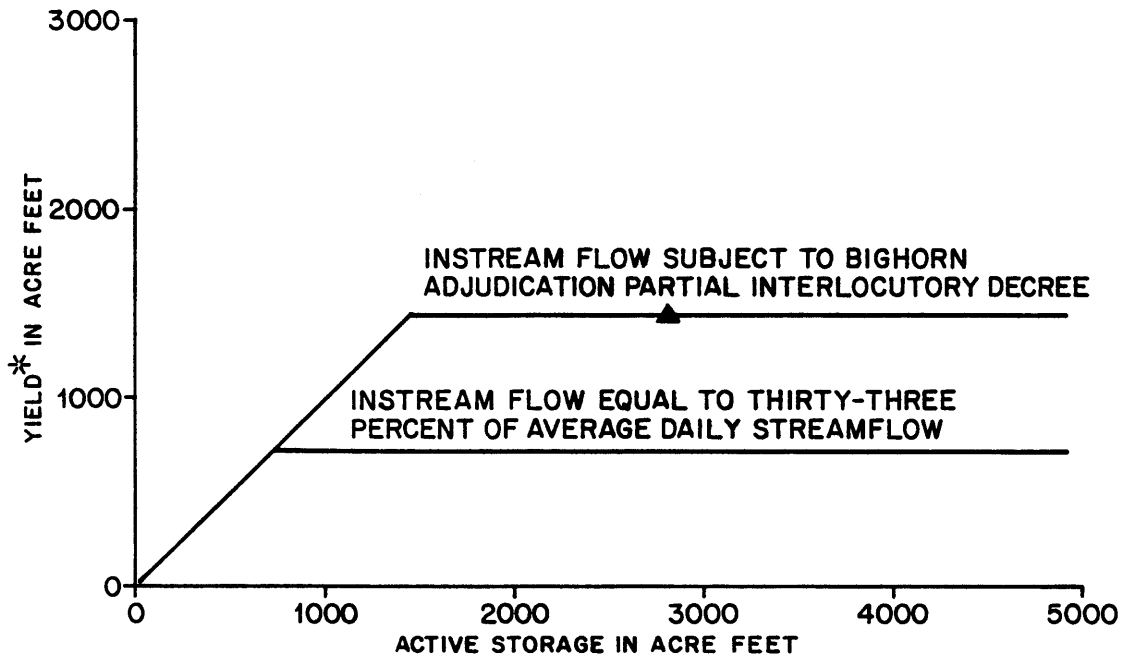 3000
2000
1000
0
YIELD* IN ACRE FEET
INSTREAM FLOW SUBJECT TO BIGHORN
ADJUDICATION PARTIAL INTERLOCUTORY DECREE
INSTREAM FLOW EQUAL TO THIRTY-THREE
PERCENT OF AVERAGE DAILY STREAMFLOW
0 1000 2000 3000 4000 5000
ACTIVE STORAGE IN ACRE FEET